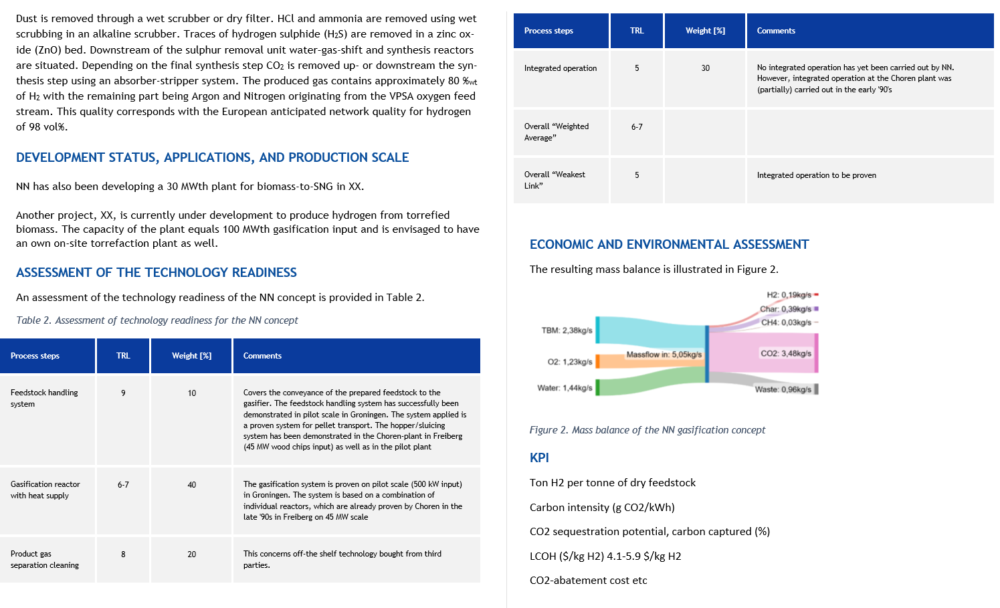 Dust is removed through a wet scrubber or dry filter. HCl and ammonia are removed using wet
scrubbing in an alkaline scrubber. Traces of hydrogen sulphide (H2S) are removed in a zinc ox-
ide (ZnO) bed. Downstream of the sulphur removal unit water-gas-shift and synthesis reactors
are situated. Depending on the final synthesis step CO2 is removed up- or downstream the syn-
thesis step using an absorber-stripper system. The produced gas contains approximately 80 %wt
of H2 with the remaining part being Argon and Nitrogen originating from the VPSA oxygen feed
stream. This quality corresponds with the European anticipated network quality for hydrogen
of 98 vol%.
DEVELOPMENT STATUS, APPLICATIONS, AND PRODUCTION SCALE
NN has also been developing a 30 MWth plant for biomass-to-SNG in XX.
Another project, XX, is currently under development to produce hydrogen from torrefied
biomass. The capacity of the plant equals 100 MWth gasification input and is envisaged to have
an own on-site torrefaction plant as well.
ASSESSMENT OF THE TECHNOLOGY READINESS
An assessment of the technology readiness of the NN concept is provided in Table 2.
Table 2. Assessment of technology readiness for the NN concept
Process steps TRL Weight [%] Comments
Feedstock handling 9 10 Covers the conveyance of the prepared feedstock to the
system gasifier. The feedstock handling system has successfully been
demonstrated in pilot scale in Groningen. The system applied is
a proven system for pellet transport. The hopper/sluicing
system has been demonstrated in the Choren-plant in Freiberg
(45 MW wood chips input) as well as in the pilot plant
Gasification reactor 6-7 40 The gasification system is proven on pilot scale (500 kW input)
with heat supply in Groningen. The system is based on a combination of
individual reactors, which are already proven by Choren in the
late '90s in Freiberg on 45 MW scale
Product gas 8 20 This concerns off-the shelf technology bought from third
separation cleaning parties.
Process steps TRL Weight [%] Comments
Integrated operation 5 30 No integrated operation has yet been carried out by NN.
However, integrated operation at the Choren plant was
(partially) carried out in the early '90's
Overall “Weighted 6-7
Average”
Overall “Weakest 5 Integrated operation to be proven
Link”
ECONOMIC AND ENVIRONMENTAL ASSESSMENT
The resulting mass balance is illustrated in Figure 2.
H2: 0,19kg/s
Char: 0,39kg/s
CH4: 0,03kg/s
TBM: 2,38kg/s
Massflow in: 5,05kg/s
CO2: 3,48kg/s
O2: 1,23kg/s
Water: 1,44kg/s
Waste: 0,96kg/s
Figure 2. Mass balance of the NN gasification concept
KPI
Ton H2 per tonne of dry feedstock
Carbon intensity (g CO2/kWh)
CO2 sequestration potential, carbon captured (%)
LCOH ($/kg H2) 4.1-5.9 $/kg H2
CO2-abatement cost etc